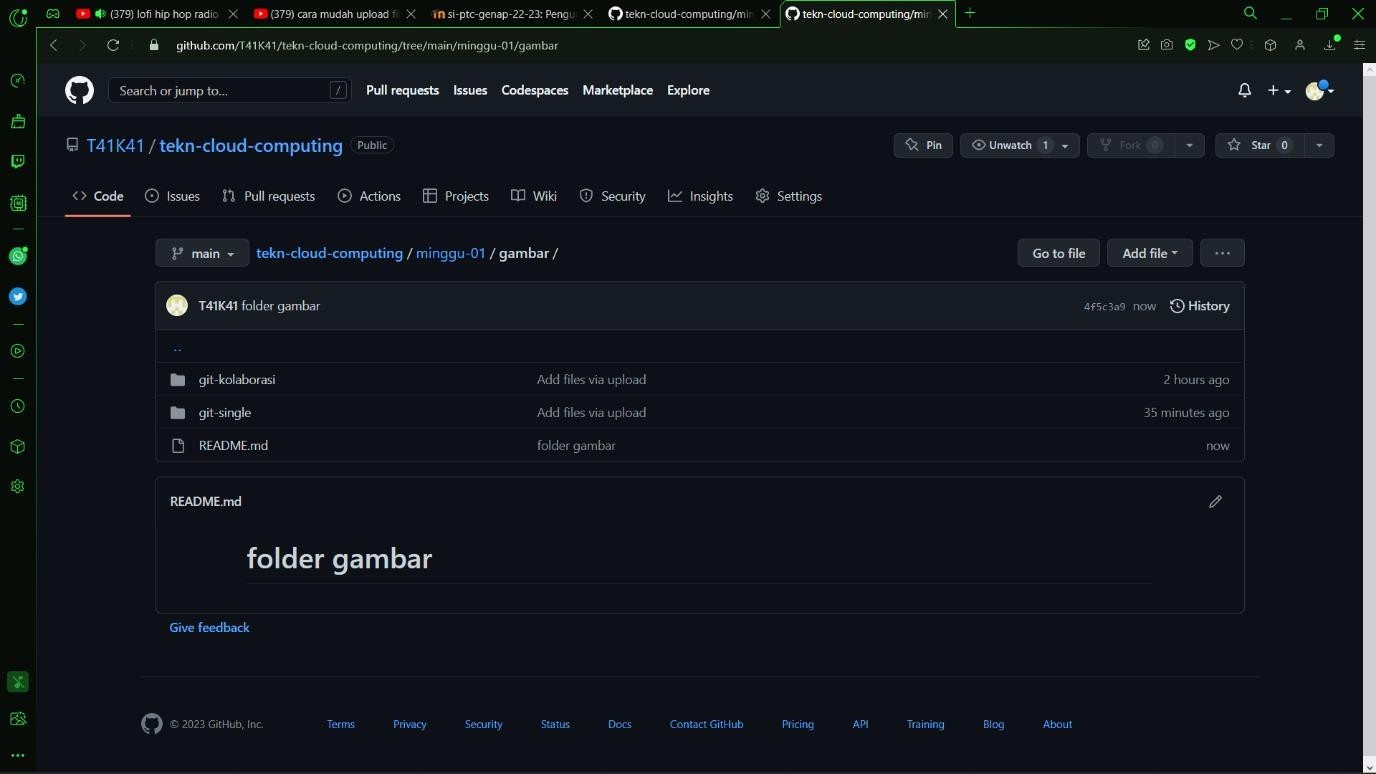 (379) lofi hip hop radio
(379) cara mudah upload fi
si-ptc-genap-22-23: Pengu
tekn-cloud-computing/min
tekn-cloud-computing/min
github.com/T41K41/tekn-cloud-computing/tree/main/minggu-01/gambar
Search or jump to... /
Pull requests Issues Codespaces Marketplace Explore
T41K41 / tekn-cloud-computing Public
Pin Unwatch 1 Fork 0 Star 0
Code Issues Pull requests Actions Projects Wiki Security Insights Settings
main tekn-cloud-computing / minggu-01 / gambar /
Go to file Add file ...
T41K41 folder gambar 4f5c3a9 now History
..
git-kolaborasi Add files via upload 2 hours ago
git-single Add files via upload 35 minutes ago
README.md folder gambar now
README.md
folder gambar
Give feedback
© 2023 GitHub, Inc. Terms Privacy Security Status Docs Contact GitHub Pricing API Training Blog About